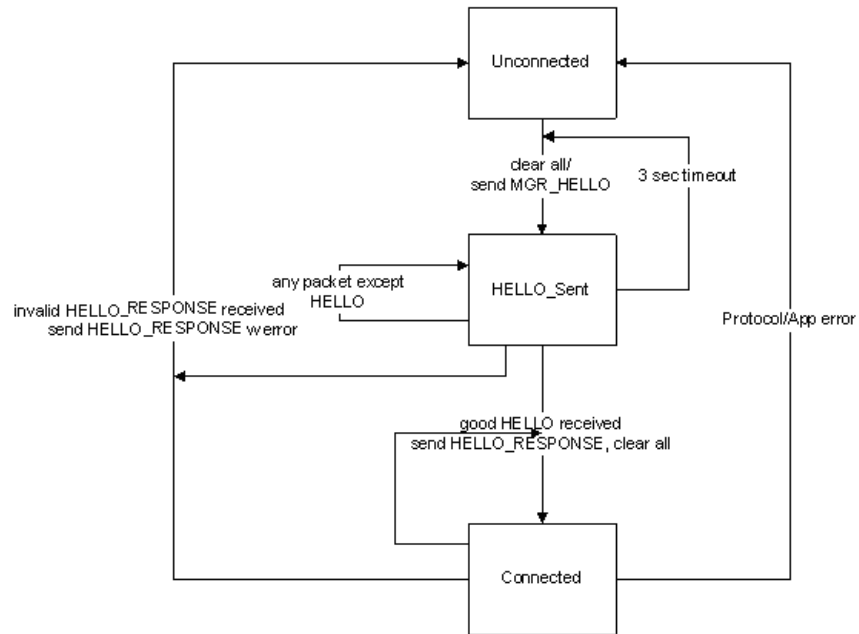 Unconnected
clear all/
send MGR_HELLO
3 sec timeout
any packet except
HELLO
HELLO_Sent
invalid HELLO_RESPONSE received
send HELLO_RESPONSE w error
Protocol/App error
good HELLO received
send HELLO_RESPONSE, clear all
Connected